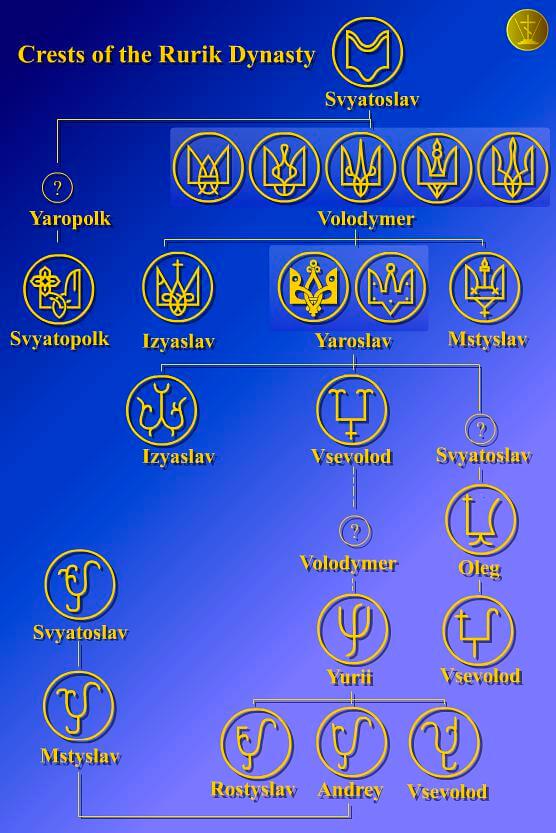 Crests of the Rurik Dynasty
Svyatoslav
?
Yaropolk
Volodymer
Svyatopolk
Izyaslav
Yaroslav
Mstyslav
Izyaslav
Vsevolod
?
Svyatoslav
?
Volodymer
Oleg
Svyatoslav
Yurii
Vsevolod
Mstyslav
Rostyslav
Andrey
Vsevolod